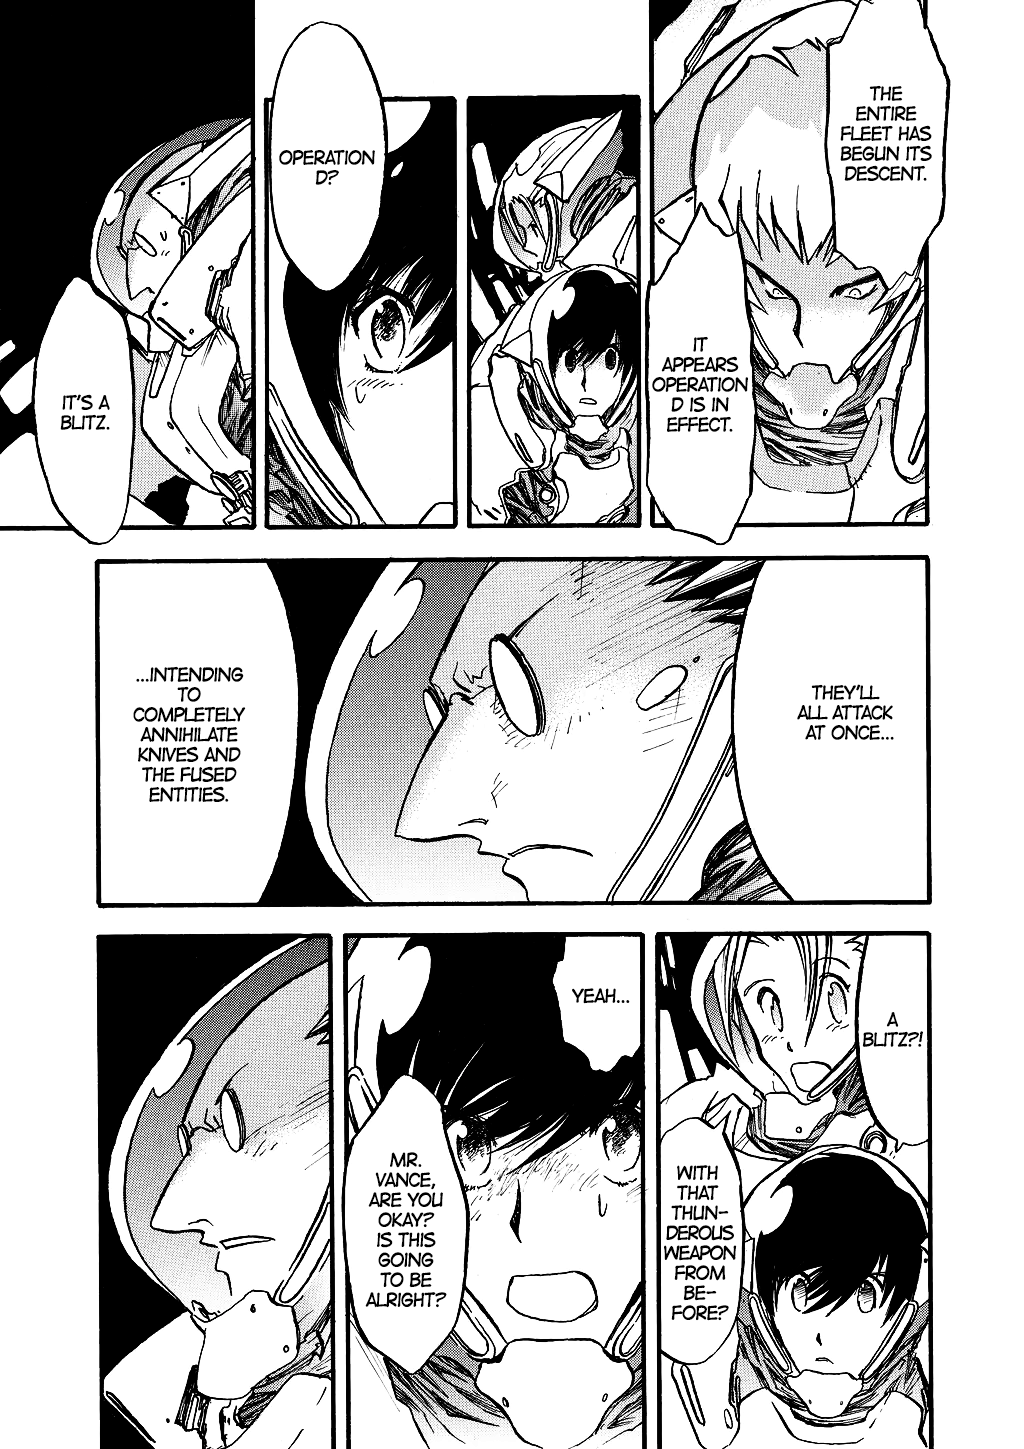 THE
ENTIRE
FLEET HAS
BEGUN ITS
DESCENT.
IT
APPEARS
OPERATION
D IS IN
EFFECT.
OPERATION
D?
IT'S A
BLITZ.
THEY'LL
ALL ATTACK
AT ONCE...
...INTENDING
TO
COMPLETELY
ANNIHILATE
KNIVES AND
THE FUSED
ENTITIES.
A
BLITZ?!
WITH
THAT
THUN-
DEROUS
WEAPON
FROM
BE-
FORE?
YEAH...
MR.
VANCE,
ARE YOU
OKAY?
IS THIS
GOING
TO BE
ALRIGHT?